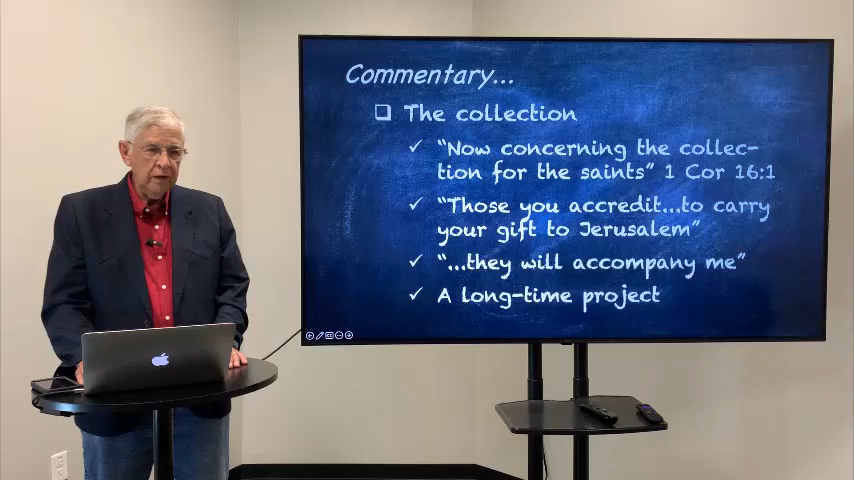 Commentary...
The collection
"Now concerning the collec-
tion for the saints" 1 Cor 16:1
"Those you accredit...to carry
your gift to Jerusalem"
"...they will accompany me"
A long-time project